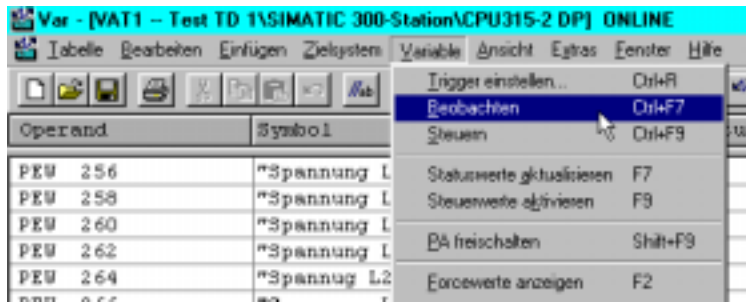 Var - [VAT1 -- Test TD 1\SIMATIC 300-Station\CPU315-2 DP] ONLINE
Tabelle Bearbeiten Einfügen Zielsystem Variable Ansicht Extras Fenster Hilfe
Trigger einstellen... Ctrl+R
Beobachten Ctrl+F7
Operand Symbol Steuern Ctrl+F9
PEW 256 "Spannung L Statuswerte aktualisieren F7
PEW 258 "Spannung L Steuerwerte aktivieren F9
PEW 260 "Spannung L
PEW 262 "Spannung L PA freischalten Shift+F9
PEW 264 "Spannug L2 Forcewerte anzeigen F2